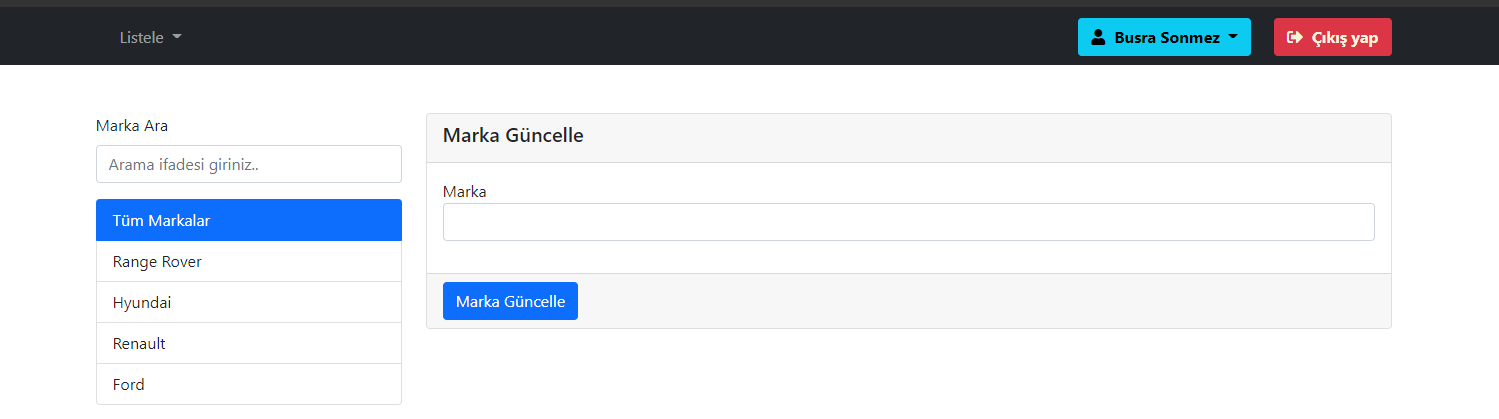 Listele
Busra Sonmez
Çıkış yap
Marka Ara
Arama ifadesi giriniz..
Tüm Markalar
Range Rover
Hyundai
Renault
Ford
Marka Güncelle
Marka
Marka Güncelle